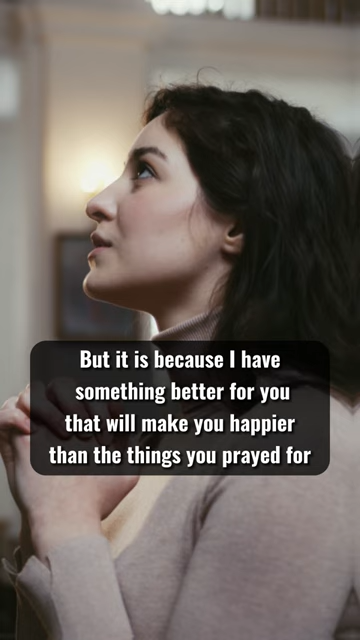 But it is because I have
something better for you
that will make you happier
than the things you prayed for